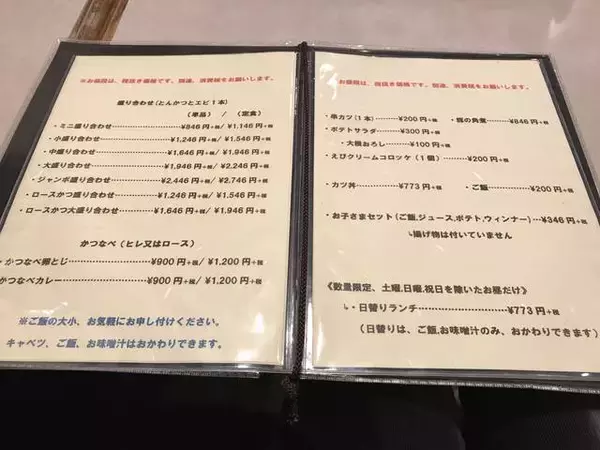 ※お値段は、税抜き価格です。別途、消費税をお願いします。
盛り合わせ(とんかつとエビ1本)
(単品) / (定食)
・ミニ盛り合わせ……………¥846円+税/¥1,146円+税
・小盛り合わせ………………¥1,246円+税/¥1,546円+税
・中盛り合わせ………………¥1,646円+税/¥1,946円+税
・大盛り合わせ………………¥1,946円+税/¥2,246円+税
・ジャンボ盛り合わせ………¥2,446円+税/¥2,746円+税
・ロースかつ盛り合わせ……¥1,246円+税/¥1,546円+税
・ロースかつ大盛り合わせ…¥1,646円+税/¥1,946円+税
かつなべ (ヒレ又はロース)
・かつなべ卵とじ……………¥900円+税/¥1,200円+税
かつなべカレー………………¥900円+税/¥1,200円+税
※ご飯の大小、お気軽にお申し付けください。
キャベツ、ご飯、お味噌汁はおかわりできます。
お値段は、税抜き価格です。別途、消費税をお願いします。
・串カツ(1本)………¥200円+税 ・豚の角煮…………¥846円+税
・ポテトサラダ…………¥300円+税
・大根おろし……¥100円+税
・えびクリームコロッケ(1個)……¥200円+税
・カツ丼…………¥773円+税 ・ご飯…………¥200円+税
・お子さまセット(ご飯,ジュース,ポテト,ウィンナー)…¥346円+税
↳揚げ物は付いていません
《数量限定、土曜,日曜,祝日を除いたお昼だけ》
↳・日替りランチ………………¥773円+税
(日替りは、ご飯,お味噌汁のみ、おかわりできます)